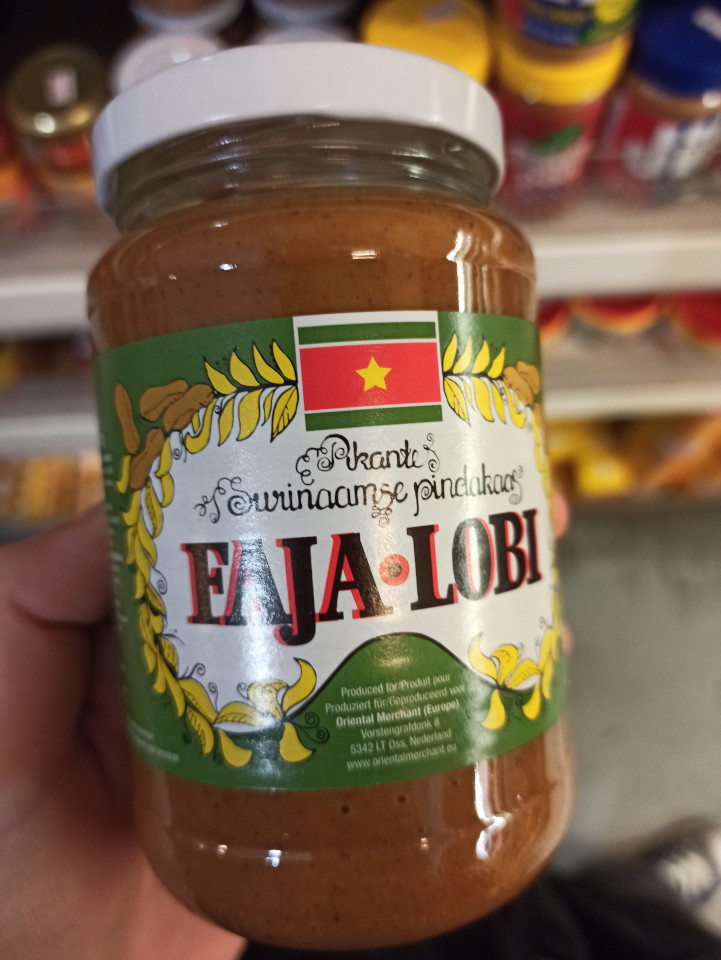 Pikante
Surinaamse pindakaas
FAJA•LOBI
Produced for/Produit pour
Produziert für/Geproduceerd voor
Oriental Merchant (Europe)
Vorstengrafdonk 8
5342 LT Oss, Nederland
www.orientalmerchant.eu